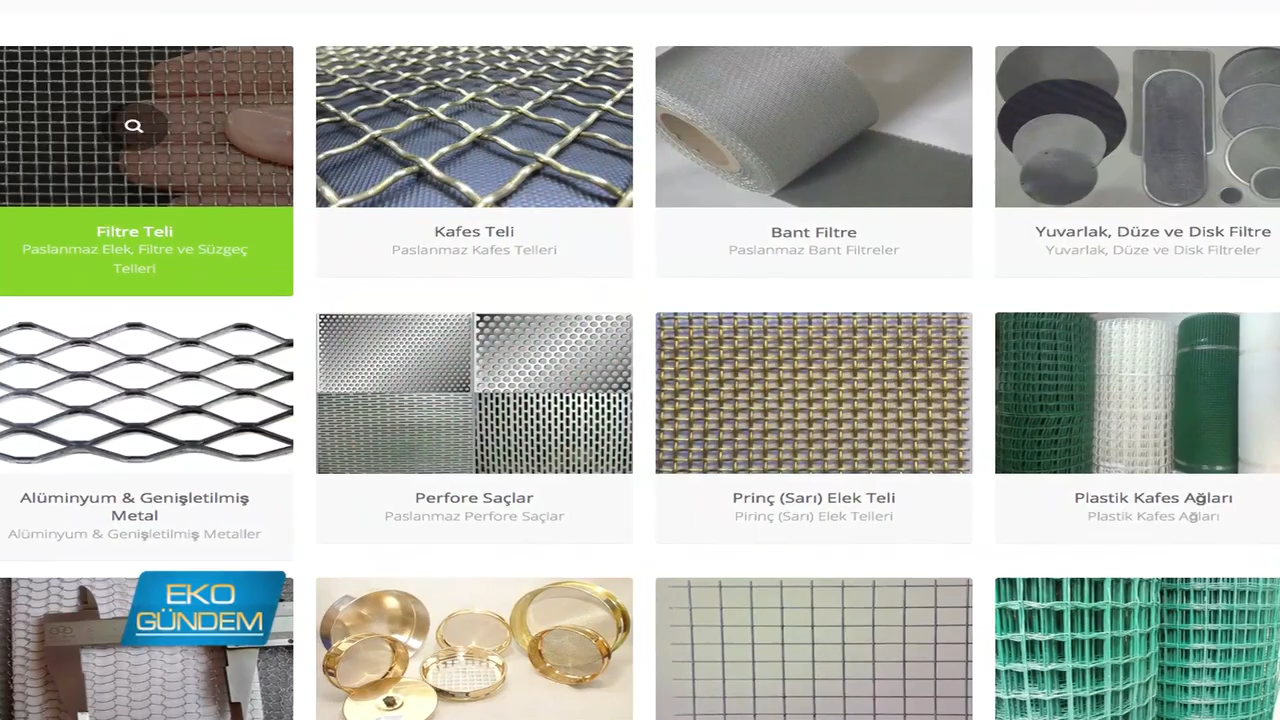 Filtre Teli
Paslanmaz Elek, Filtre ve Süzgeç
Telleri
Kafes Teli
Paslanmaz Kafes Telleri
Bant Filtre
Paslanmaz Bant Filtreler
Yuvarlak, Düze ve Disk Filtre
Yuvarlak, Düze ve Disk Filtreler
Alüminyum & Genişletilmiş
Metal
Alüminyum & Genişletilmiş Metaller
Perfore Saçlar
Paslanmaz Perfore Saçlar
Prinç (Sarı) Elek Teli
Pirinç (Sarı) Elek Telleri
Plastik Kafes Ağları
Plastik Kafes Ağları
EKO
GÜNDEM